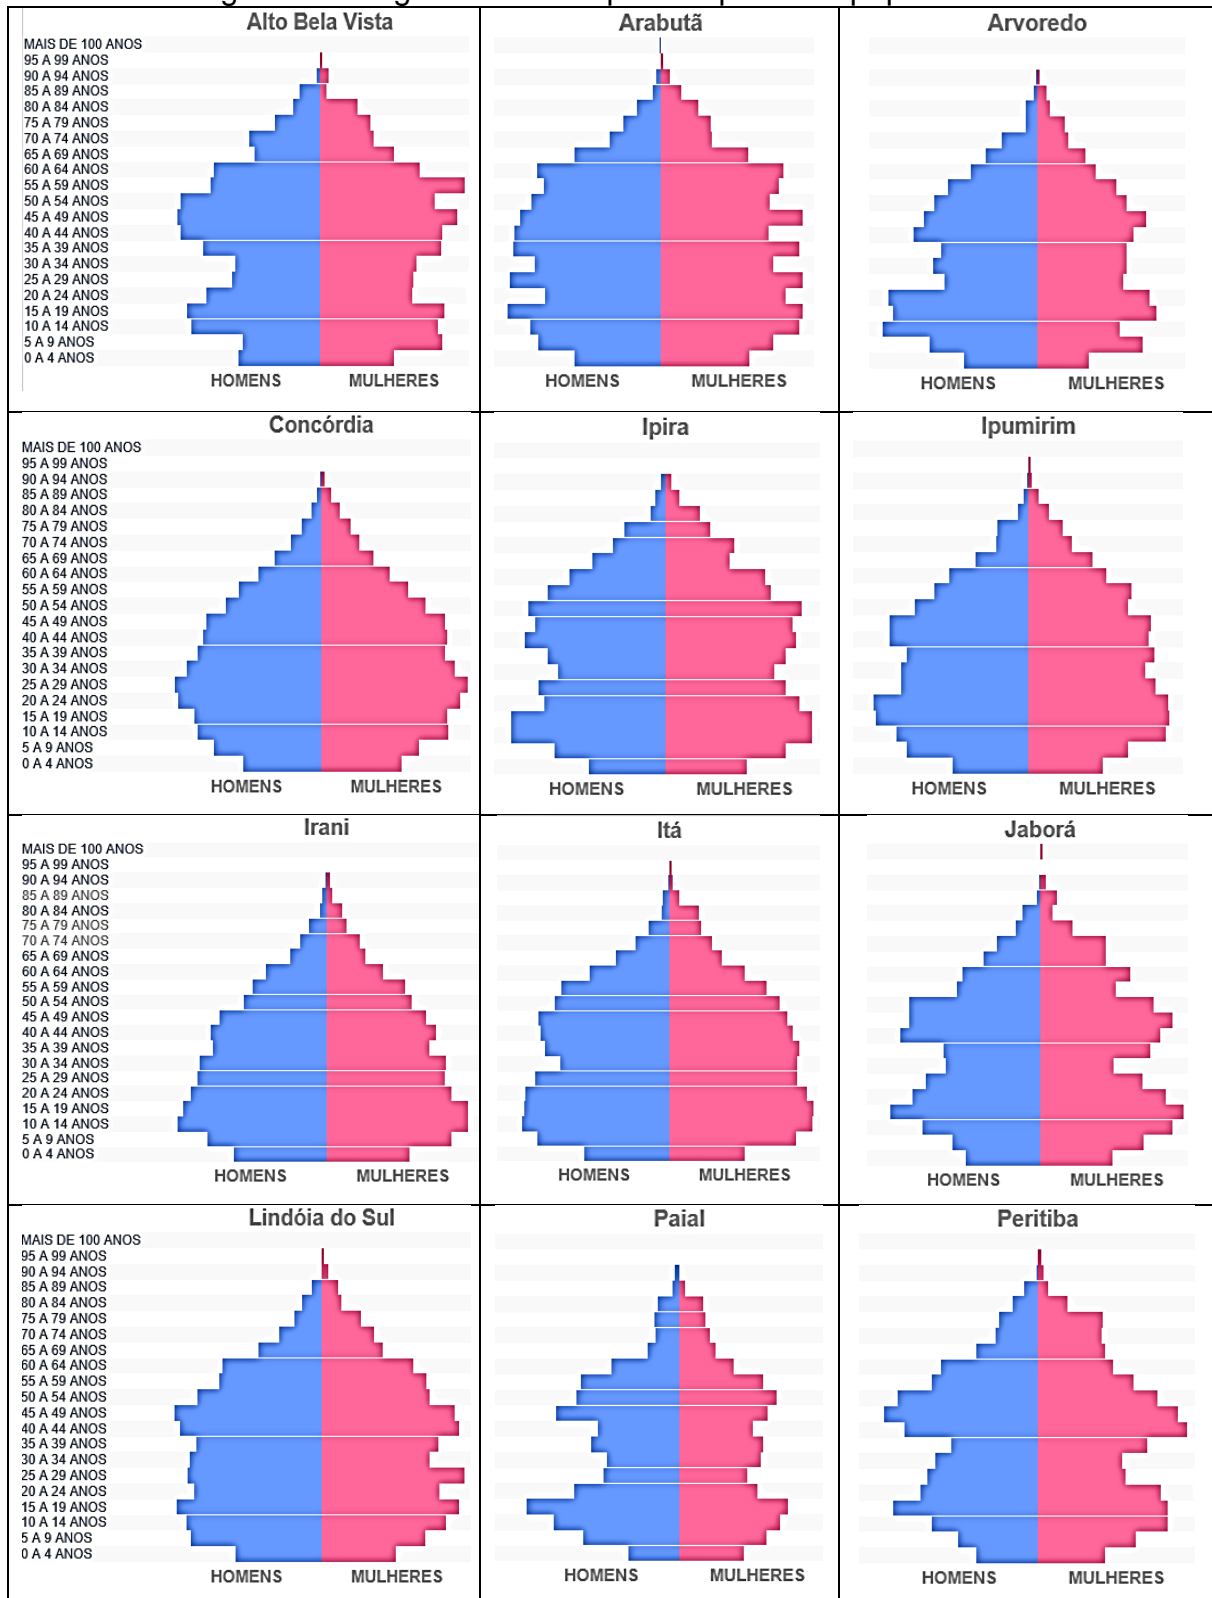 Alto Bela Vista
Arabutã
Arvoredo
MAIS DE 100 ANOS
95 A 99 ANOS
90 A 94 ANOS
85 A 89 ANOS
80 A 84 ANOS
75 A 79 ANOS
70 A 74 ANOS
65 A 69 ANOS
60 A 64 ANOS
55 A 59 ANOS
50 A 54 ANOS
45 A 49 ANOS
40 A 44 ANOS
35 A 39 ANOS
30 A 34 ANOS
25 A 29 ANOS
20 A 24 ANOS
15 A 19 ANOS
10 A 14 ANOS
5 A 9 ANOS
0 A 4 ANOS
HOMENS MULHERES
HOMENS MULHERES
HOMENS MULHERES
Concórdia
Ipira
Ipumirim
MAIS DE 100 ANOS
95 A 99 ANOS
90 A 94 ANOS
85 A 89 ANOS
80 A 84 ANOS
75 A 79 ANOS
70 A 74 ANOS
65 A 69 ANOS
60 A 64 ANOS
55 A 59 ANOS
50 A 54 ANOS
45 A 49 ANOS
40 A 44 ANOS
35 A 39 ANOS
30 A 34 ANOS
25 A 29 ANOS
20 A 24 ANOS
15 A 19 ANOS
10 A 14 ANOS
5 A 9 ANOS
0 A 4 ANOS
HOMENS MULHERES
HOMENS MULHERES
HOMENS MULHERES
Irani
Itá
Jaborá
MAIS DE 100 ANOS
95 A 99 ANOS
90 A 94 ANOS
85 A 89 ANOS
80 A 84 ANOS
75 A 79 ANOS
70 A 74 ANOS
65 A 69 ANOS
60 A 64 ANOS
55 A 59 ANOS
50 A 54 ANOS
45 A 49 ANOS
40 A 44 ANOS
35 A 39 ANOS
30 A 34 ANOS
25 A 29 ANOS
20 A 24 ANOS
15 A 19 ANOS
10 A 14 ANOS
5 A 9 ANOS
0 A 4 ANOS
HOMENS MULHERES
HOMENS MULHERES
HOMENS MULHERES
Lindóia do Sul
Paial
Peritiba
MAIS DE 100 ANOS
95 A 99 ANOS
90 A 94 ANOS
85 A 89 ANOS
80 A 84 ANOS
75 A 79 ANOS
70 A 74 ANOS
65 A 69 ANOS
60 A 64 ANOS
55 A 59 ANOS
50 A 54 ANOS
45 A 49 ANOS
40 A 44 ANOS
35 A 39 ANOS
30 A 34 ANOS
25 A 29 ANOS
20 A 24 ANOS
15 A 19 ANOS
10 A 14 ANOS
5 A 9 ANOS
0 A 4 ANOS
HOMENS MULHERES
HOMENS MULHERES
HOMENS MULHERES